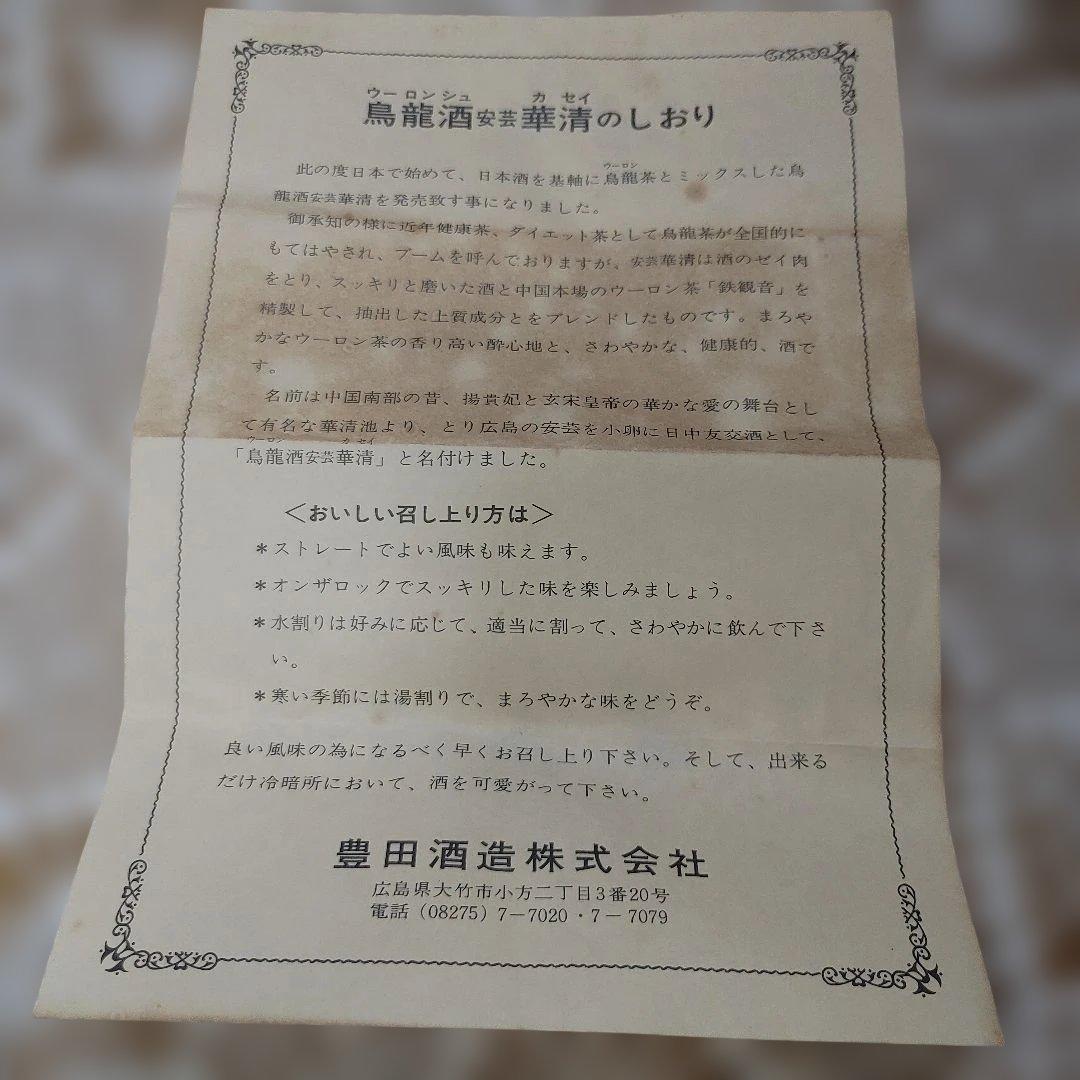 ウーロンシュ カセイ
烏龍酒安芸華清のしおり
ウーロン
此の度日本で始めて、日本酒を基軸に烏龍茶とミックスした烏
龍酒安芸華清を発売致す事になりました。
御承知の様に近年健康茶、ダイエット茶として烏龍茶が全国的に
もてはやされ、ブームを呼んでおりますが、安芸華清は酒のゼイ肉
をとり、スッキリと磨いた酒と中国本場のウーロン茶「鉄観音」を
精製して、抽出した上質成分とをブレンドしたものです。まろや
かなウーロン茶の香り高い酔心地と、さわやかな、健康的、酒で
す。
名前は中国南部の昔、揚貴妃と玄宋皇帝の華かな愛の舞台とし
て有名な華清池より、とり広島の安芸を小卵に日中友交酒として、
ウーロン カセイ
「烏龍酒安芸華清」と名付けました。
＜おいしい召し上り方は＞
＊ストレートでよい風味も味えます。
＊オンザロックでスッキリした味を楽しみましょう。
＊水割りは好みに応じて、適当に割って、さわやかに飲んで下さ
い。
＊寒い季節には湯割りで、まろやかな味をどうぞ。
良い風味の為になるべく早くお召し上り下さい。そして、出来る
だけ冷暗所において、酒を可愛がって下さい。
豊田酒造株式会社
広島県大竹市小方二丁目3番20号
電話（08275）7－7020・7－7079